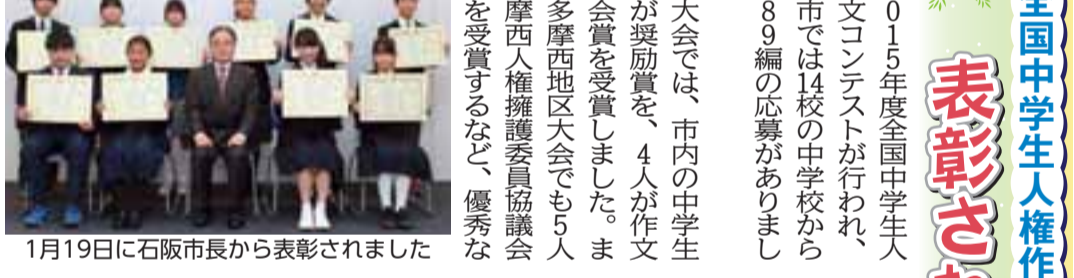 全国中学生人権作
表彰さ
015年度全国中学生人
文コンテストが行われ、
市では14校の中学校から
89編の応募がありまし
大会では、市内の中学生
が奨励賞を、4人が作文
会賞を受賞しました。ま
多摩西地区大会でも5人
摩西人権擁護委員協議会
を受賞するなど、優秀な
1月19日に石阪市長から表彰されました